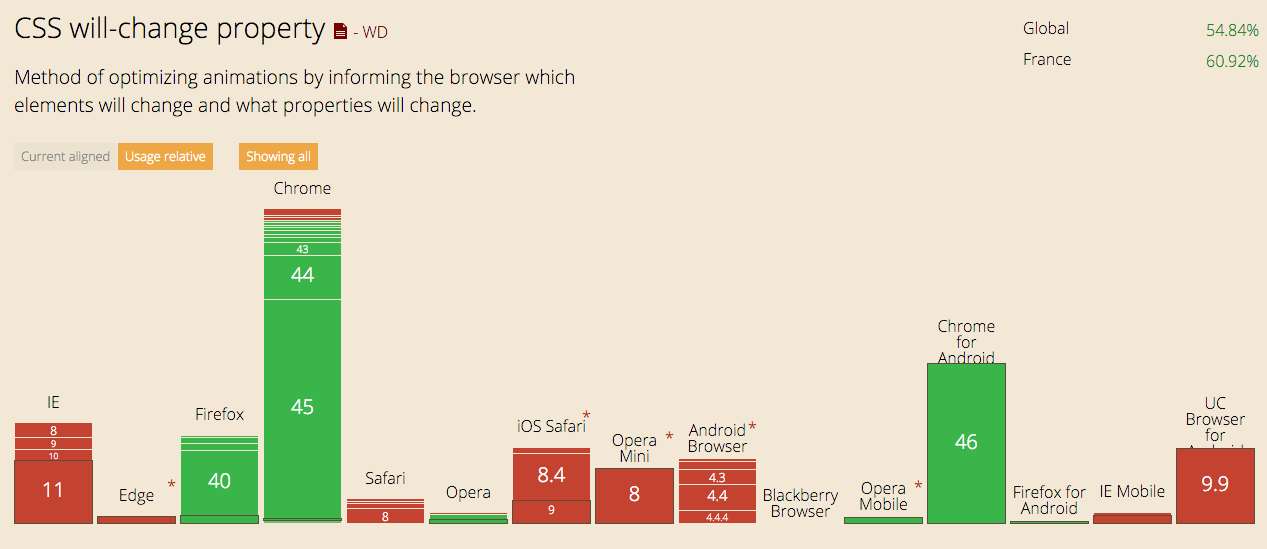 CSS will-change property - WD
Global 54.84%
Method of optimizing animations by informing the browser which
elements will change and what properties will change.
France 60.92%
Current aligned Usage relative Showing all
IE
8
9
10
11
Edge *
Firefox
40
Chrome
43
44
45
Safari
8
Opera
iOS Safari *
8.4
9
Opera *
Mini
8
Android *
Browser
4.3
4.4
4.4.4
Blackberry
Browser
Opera *
Mobile
Chrome
for
Android
46
Firefox for
Android
IE Mobile
UC
Browser
for
9.9